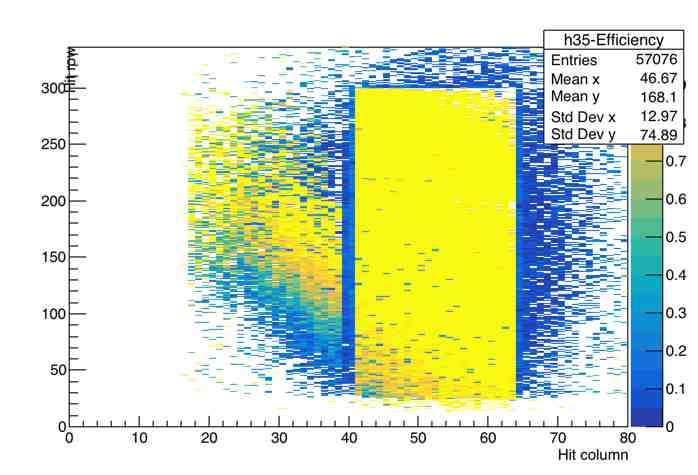 h35-Efficiency
Entries 57076
Mean x 46.67
Mean y 168.1
Std Dev x 12.97
Std Dev y 74.89
300
250
200
150
100
50
0
0 10 20 30 40 50 60 70 80
Hit column
0.7
0.6
0.5
0.4
0.3
0.2
0.1
0